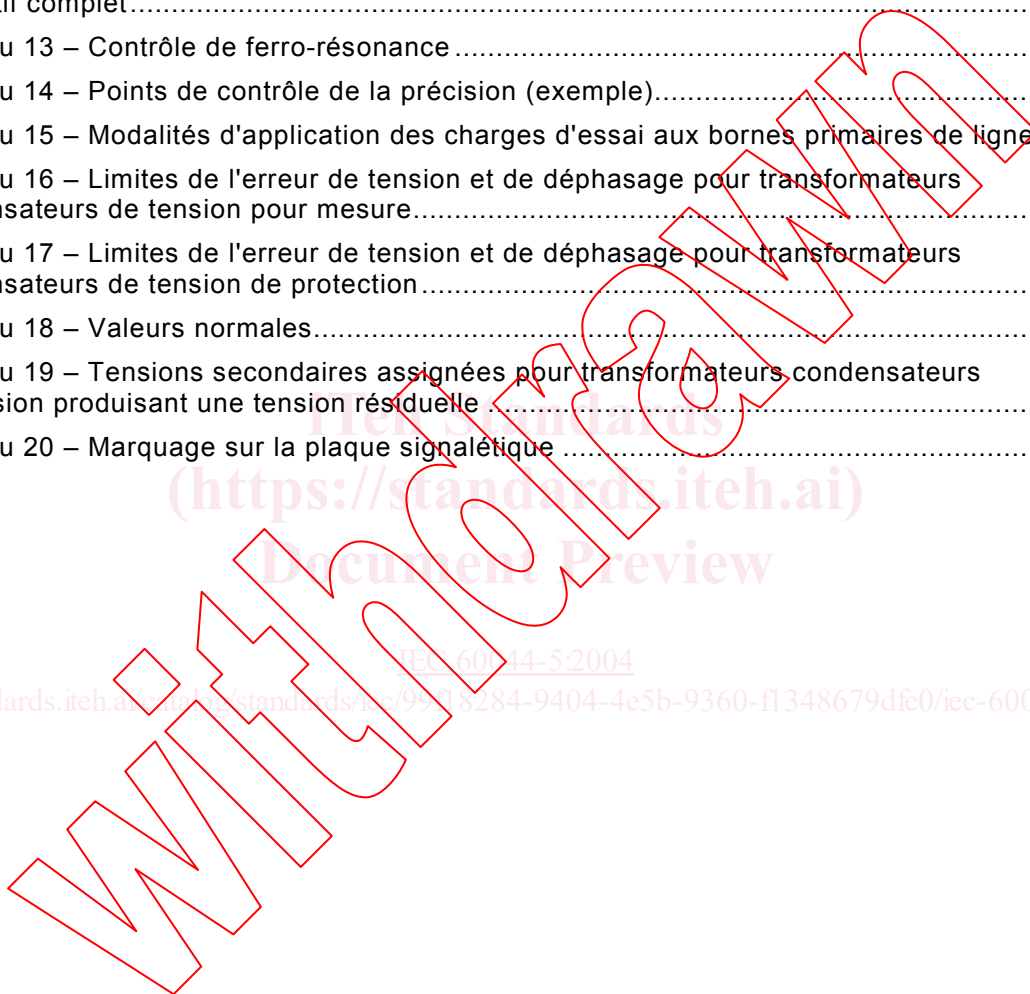 complet
u 13 – Contrôle de ferro-résonance
u 14 – Points de contrôle de la précision (exemple)
u 15 – Modalités d'application des charges d'essai aux bornes primaires de ligne
u 16 – Limites de l'erreur de tension et de déphasage pour transformateurs
nsateurs de tension pour mesure
u 17 – Limites de l'erreur de tension et de déphasage pour transformateurs
nsateurs de tension de protection
u 18 – Valeurs normales
u 19 – Tensions secondaires assignées pour transformateurs condensateurs
sion produisant une tension résiduelle
u 20 – Marquage sur la plaque signalétique
iTeh Standards
(https://standards.iteh.ai)
Document Preview
IEC 60044-5:2004
dards.iteh.ai/catalog/standards/iec/99f18284-9404-4e5b-9360-f1348679dfe0/iec-600
withdrawn